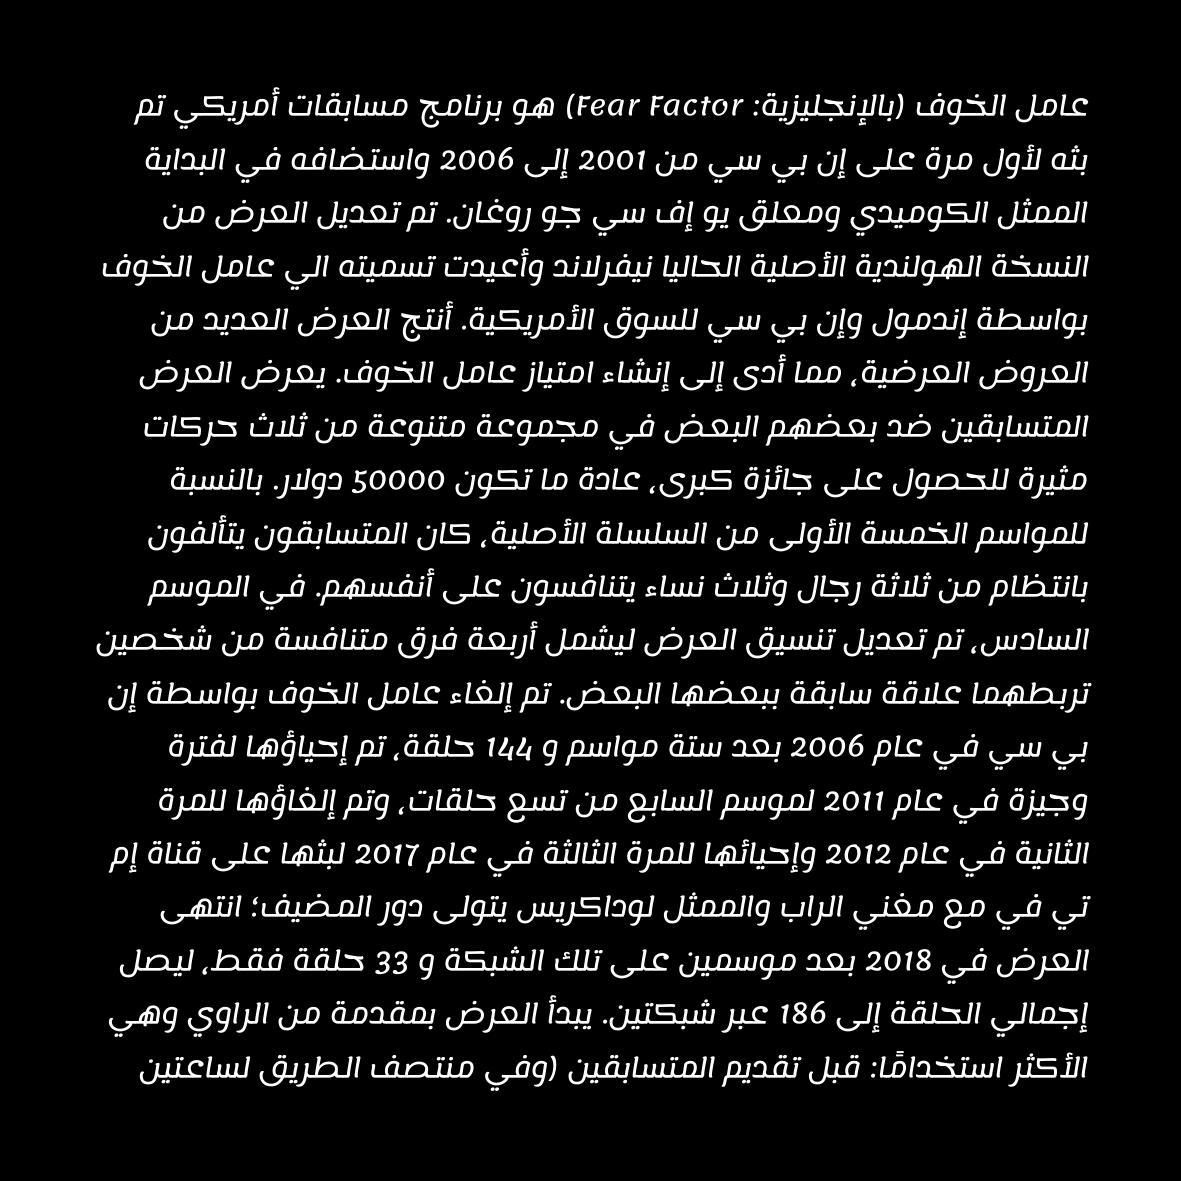 عامل الخوف (بالإنجليزية: Fear Factor) هو برنامج مسابقات أمريكي تم
بثه لأول مرة على إن بي سي من 2001 إلى 2006 واستضافه في البداية
الممثل الكوميدي ومعلق يو إف سي جو روغان. تم تعديل العرض من
النسخة الهولندية الأصلية الحاليا نيفرلاند وأعيدت تسميته الي عامل الخوف
بواسطة إندمول وإن بي سي للسوق الأمريكية. أنتج العرض العديد من
العروض العرضية، مما أدى إلى إنشاء امتياز عامل الخوف. يعرض العرض
المتسابقين ضد بعضهم البعض في مجموعة متنوعة من ثلاث حركات
مثيرة للحصول على جائزة كبرى، عادة ما تكون 50000 دولار. بالنسبة
للمواسم الخمسة الأولى من السلسلة الأصلية، كان المتسابقون يتألفون
بانتظام من ثلاثة رجال وثلاث نساء يتنافسون على أنفسهم. في الموسم
السادس، تم تعديل تنسيق العرض ليشمل أربعة فرق متنافسة من شخصين
تربطهما علاقة سابقة ببعضها البعض. تم إلغاء عامل الخوف بواسطة إن
بي سي في عام 2006 بعد ستة مواسم و 144 حلقة، تم إحياؤها لفترة
وجيزة في عام 2011 لموسم السابع من تسع حلقات، وتم إلغاؤها للمرة
الثانية في عام 2012 وإحيائها للمرة الثالثة في عام 2017 لبثها على قناة إم
تي في مع مغني الراب والممثل لوداكريس يتولى دور المضيف؛ انتهى
العرض في 2018 بعد موسمين على تلك الشبكة و 33 حلقة فقط، ليصل
إجمالي الحلقة إلى 186 عبر شبكتين. يبدأ العرض بمقدمة من الراوي وهي
الأكثر استخدامًا: قبل تقديم المتسابقين (وفي منتصف الطريق لساعتين